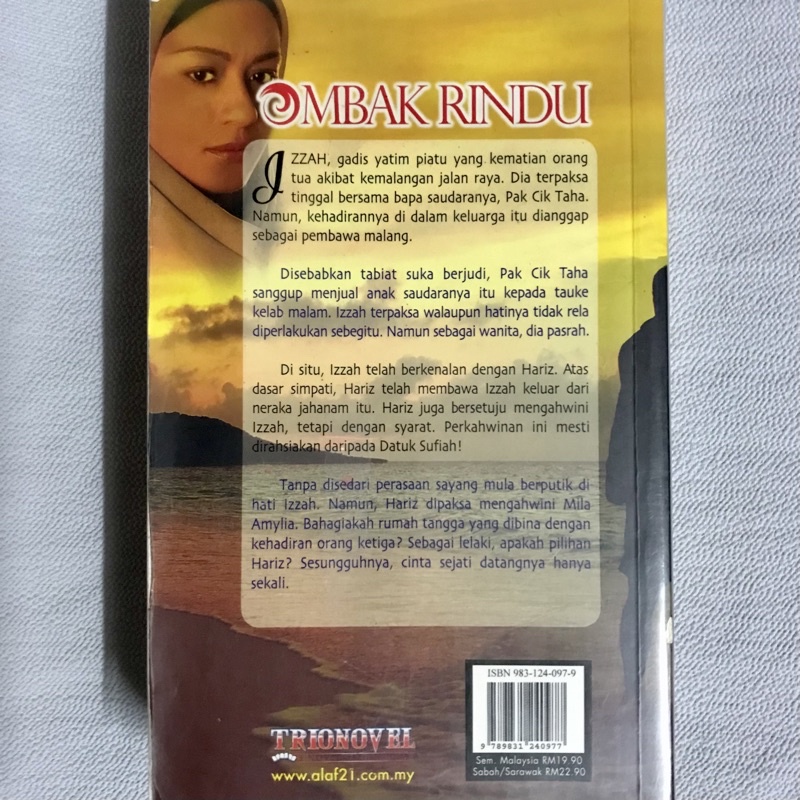 OMBAK RINDU
IZZAH, gadis yatim piatu yang kematian orang
tua akibat kemalangan jalan raya. Dia terpaksa
tinggal bersama bapa saudaranya, Pak Cik Taha.
Namun, kehadirannya di dalam keluarga itu dianggap
sebagai pembawa malang.
Disebabkan tabiat suka berjudi, Pak Cik Taha
sanggup menjual anak saudaranya itu kepada tauke
kelab malam. Izzah terpaksa walaupun hatinya tidak rela
diperlakukan sebegitu. Namun sebagai wanita, dia pasrah.
Di situ, Izzah telah berkenalan dengan Hariz. Atas
dasar simpati, Hariz telah membawa Izzah keluar dari
neraka jahanam itu. Hariz juga bersetuju mengahwini
Izzah, tetapi dengan syarat. Perkahwinan ini mesti
dirahsiakan daripada Datuk Sufiah!
Tanpa disedari perasaan sayang mula berputik di
hati Izzah. Namun, Hariz dipaksa mengahwini Mila
Amylia. Bahagiakah rumah tangga yang dibina dengan
kehadiran orang ketiga? Sebagai lelaki, apakah pilihan
Hariz? Sesungguhnya, cinta sejati datangnya hanya
sekali.
ISBN 983-124-097-9
9 789831 240977
Sem. Malaysia RM19.90
Sabah/Sarawak RM22.90
TRIONOVEL
www.alaf21.com.my